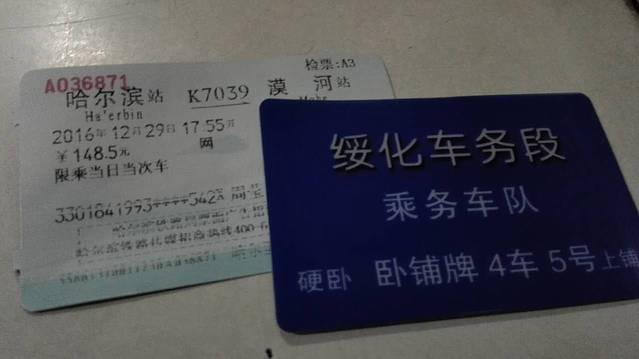 A036871
检票:A3
哈尔滨站 K7039 漠河站
Ha'erbin
2016年12月29日 17:55开
¥148.5元 网
限乘当日当次车
绥化车务段
乘务车队
硬卧 卧铺牌 4车 5号 上铺